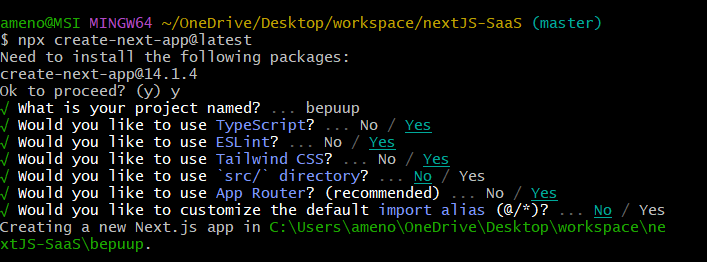 ameno@MSI MINGW64 ~/OneDrive/Desktop/workspace/nextJS-SaaS (master)
$ npx create-next-app@latest
Need to install the following packages:
create-next-app@14.1.4
Ok to proceed? (y) y
√ What is your project named? ... bepuup
√ Would you like to use TypeScript? ... No / Yes
√ Would you like to use ESLint? ... No / Yes
√ Would you like to use Tailwind CSS? ... No / Yes
√ Would you like to use `src/` directory? ... No / Yes
√ Would you like to use App Router? (recommended) ... No / Yes
√ Would you like to customize the default import alias (@/*)? ... No / Yes
Creating a new Next.js app in C:\Users\ameno\OneDrive\Desktop\workspace\ne
xtJS-SaaS\bepuup.